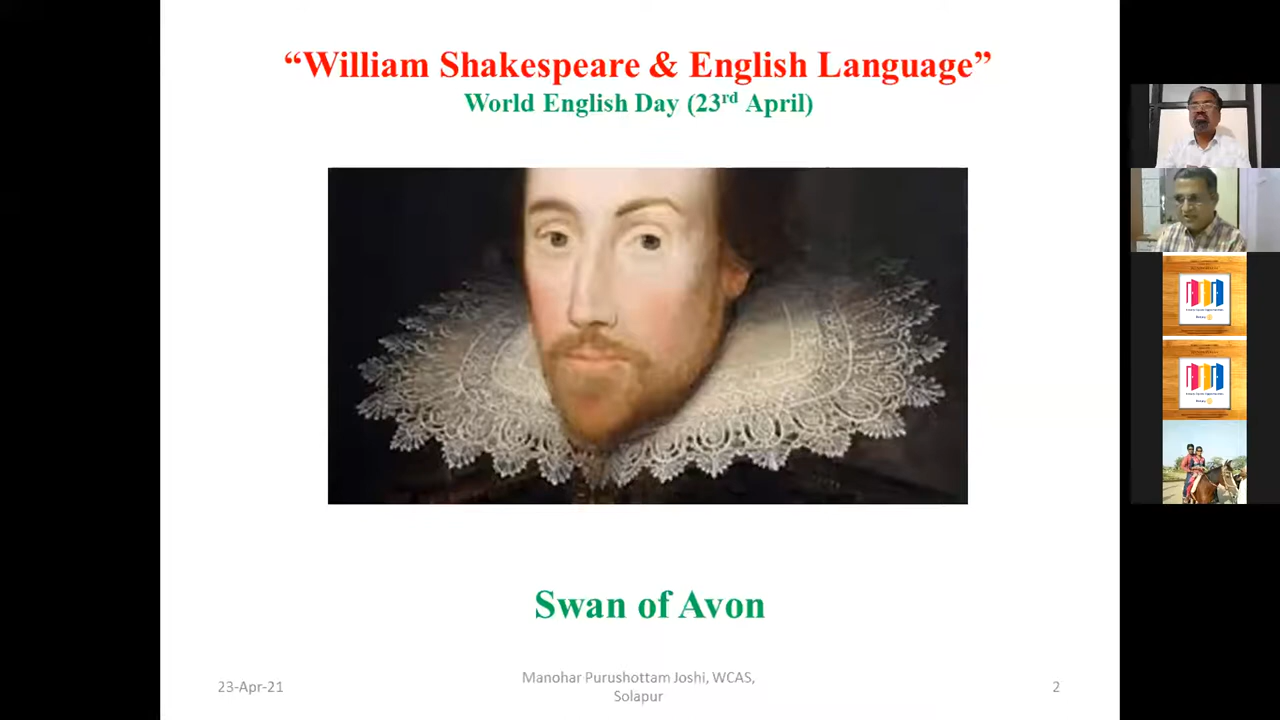 “William Shakespeare & English Language”
World English Day (23rd April)
Swan of Avon
23-Apr-21
Manohar Purushottam Joshi, WCAS,
Solapur
2